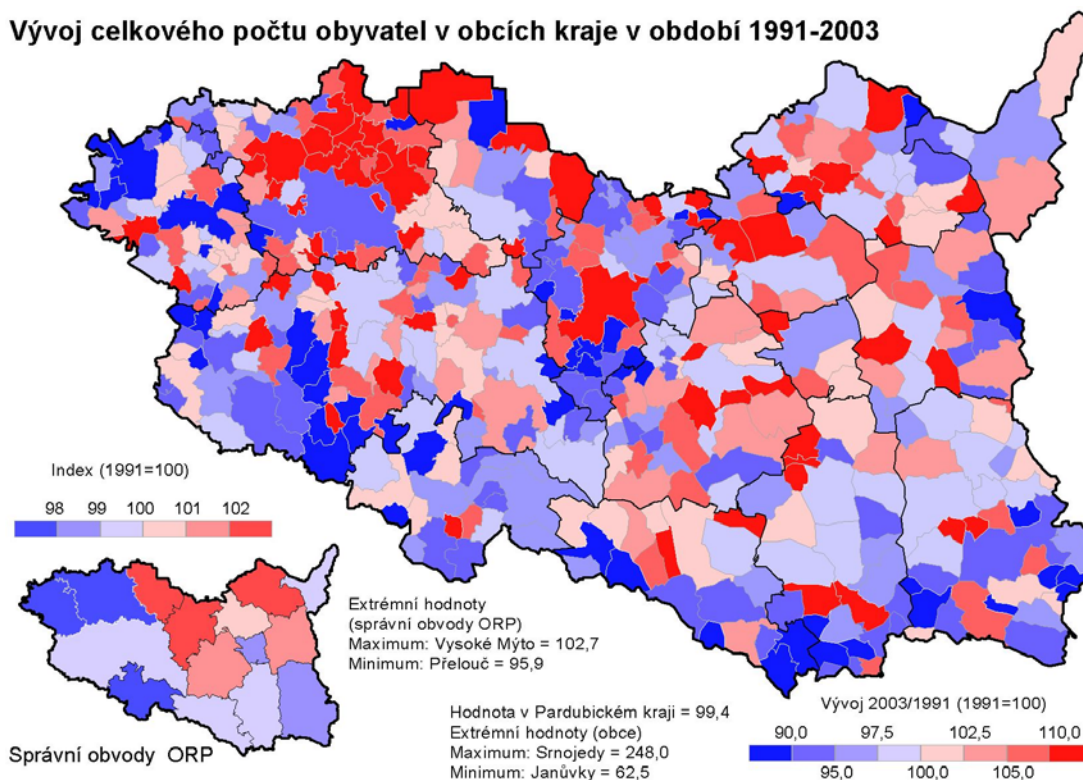 Vývoj celkového počtu obyvatel v obcích kraje v období 1991-2003
Index (1991=100)
98 99 100 101 102
Extrémní hodnoty
(správní obvody ORP)
Maximum: Vysoké Mýto = 102,7
Minimum: Přelouč = 95,9
Správní obvody ORP
Hodnota v Pardubickém kraji = 99,4
Extrémní hodnoty (obce)
Maximum: Srnojedy = 248,0
Minimum: Janůvky = 62,5
Vývoj 2003/1991 (1991=100)
90,0 97,5 102,5 110,0
95,0 100,0 105,0